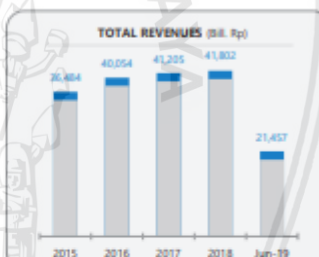 TOTAL REVENUES (Bill. Rp)
36,484 40,054 41,205 41,802 21,457
2015 2016 2017 2018 Jun-19